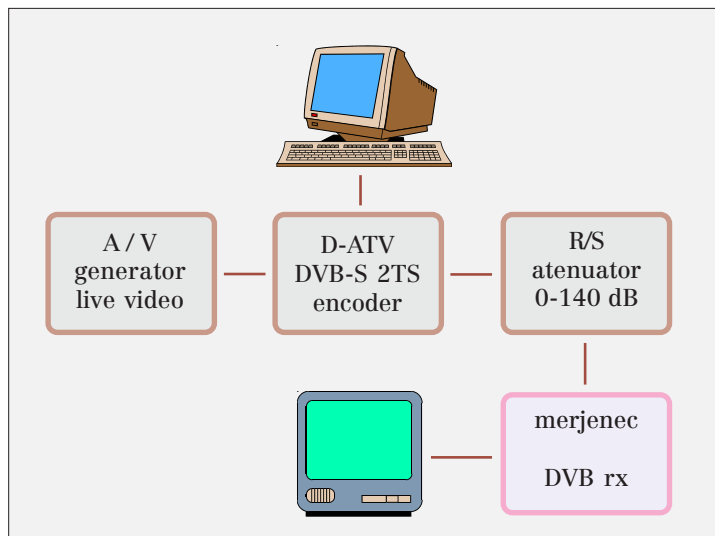 A / V
generator
live video
D-ATV
DVB-S 2TS
encoder
R/S
atenuator
0-140 dB
merjenec
DVB rx